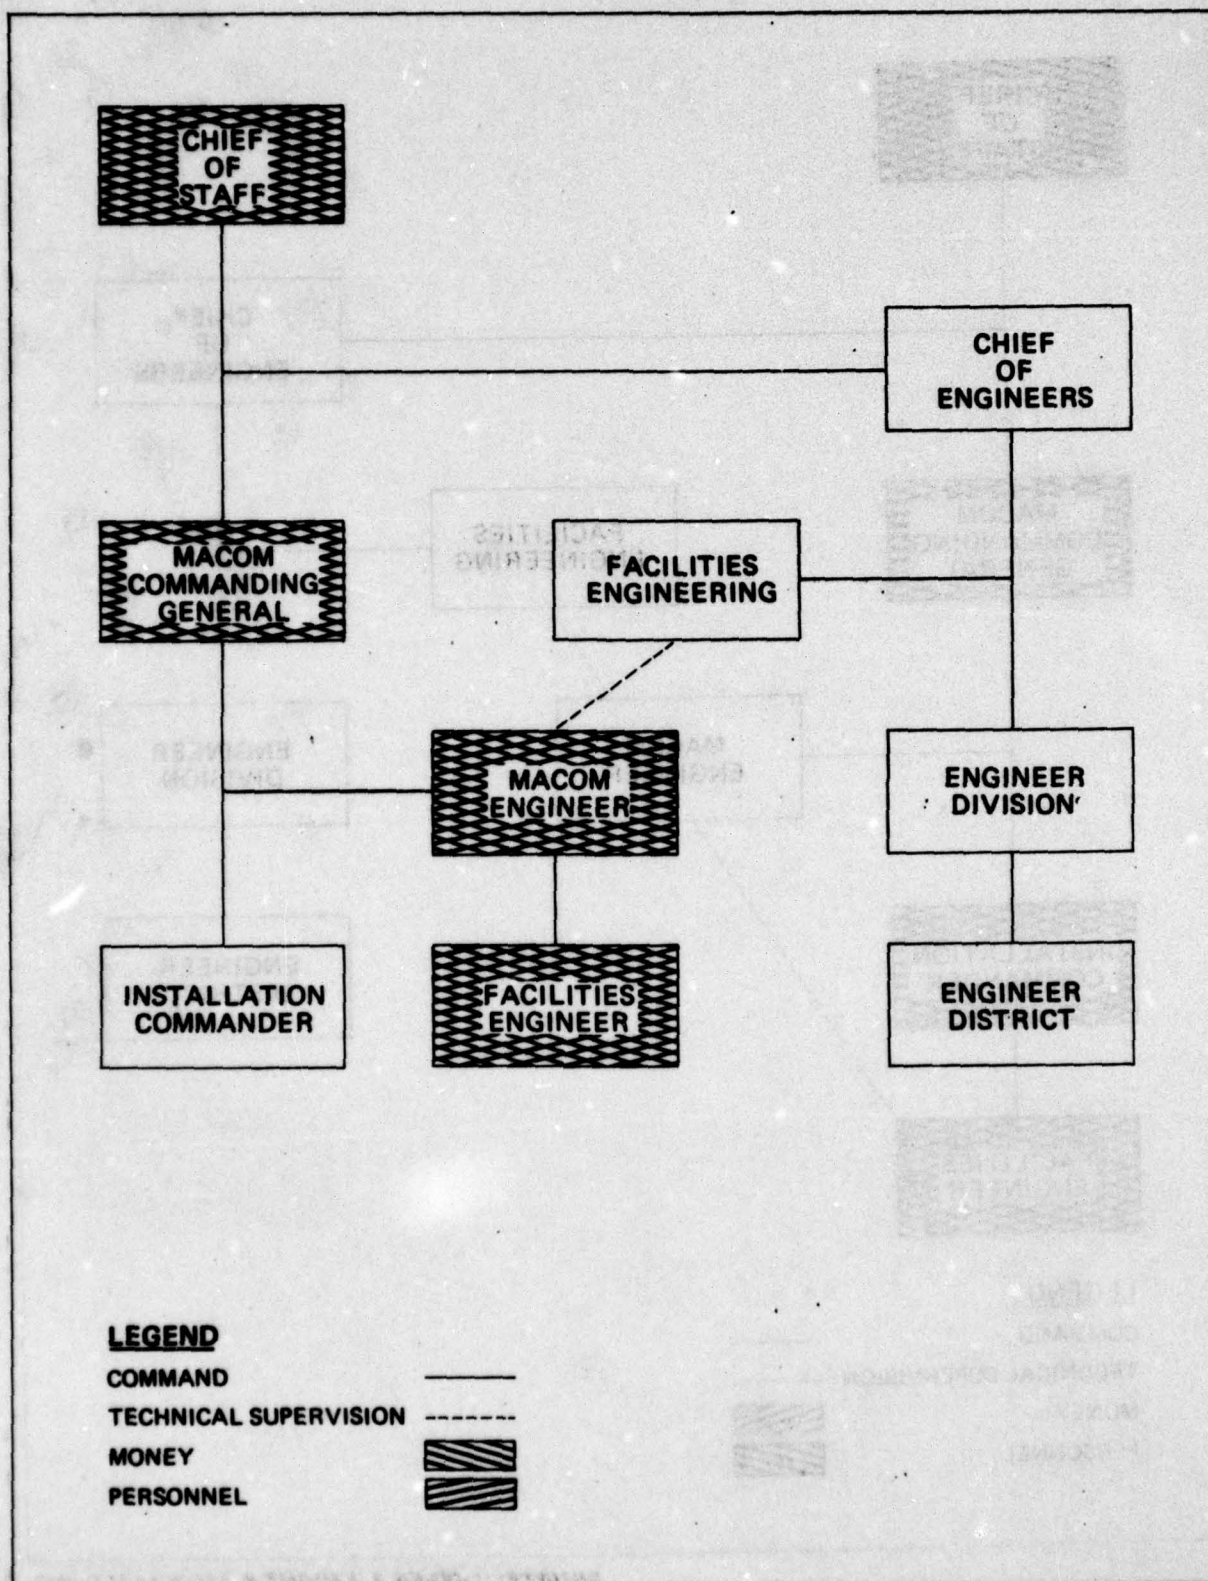 CHIEF
OF
STAFF
CHIEF
OF
ENGINEERS
MACOM
COMMANDING
GENERAL
FACILITIES
ENGINEERING
MACOM
ENGINEER
ENGINEER
DIVISION
INSTALLATION
COMMANDER
FACILITIES
ENGINEER
ENGINEER
DISTRICT
LEGEND
COMMAND
TECHNICAL SUPERVISION
MONEY
PERSONNEL